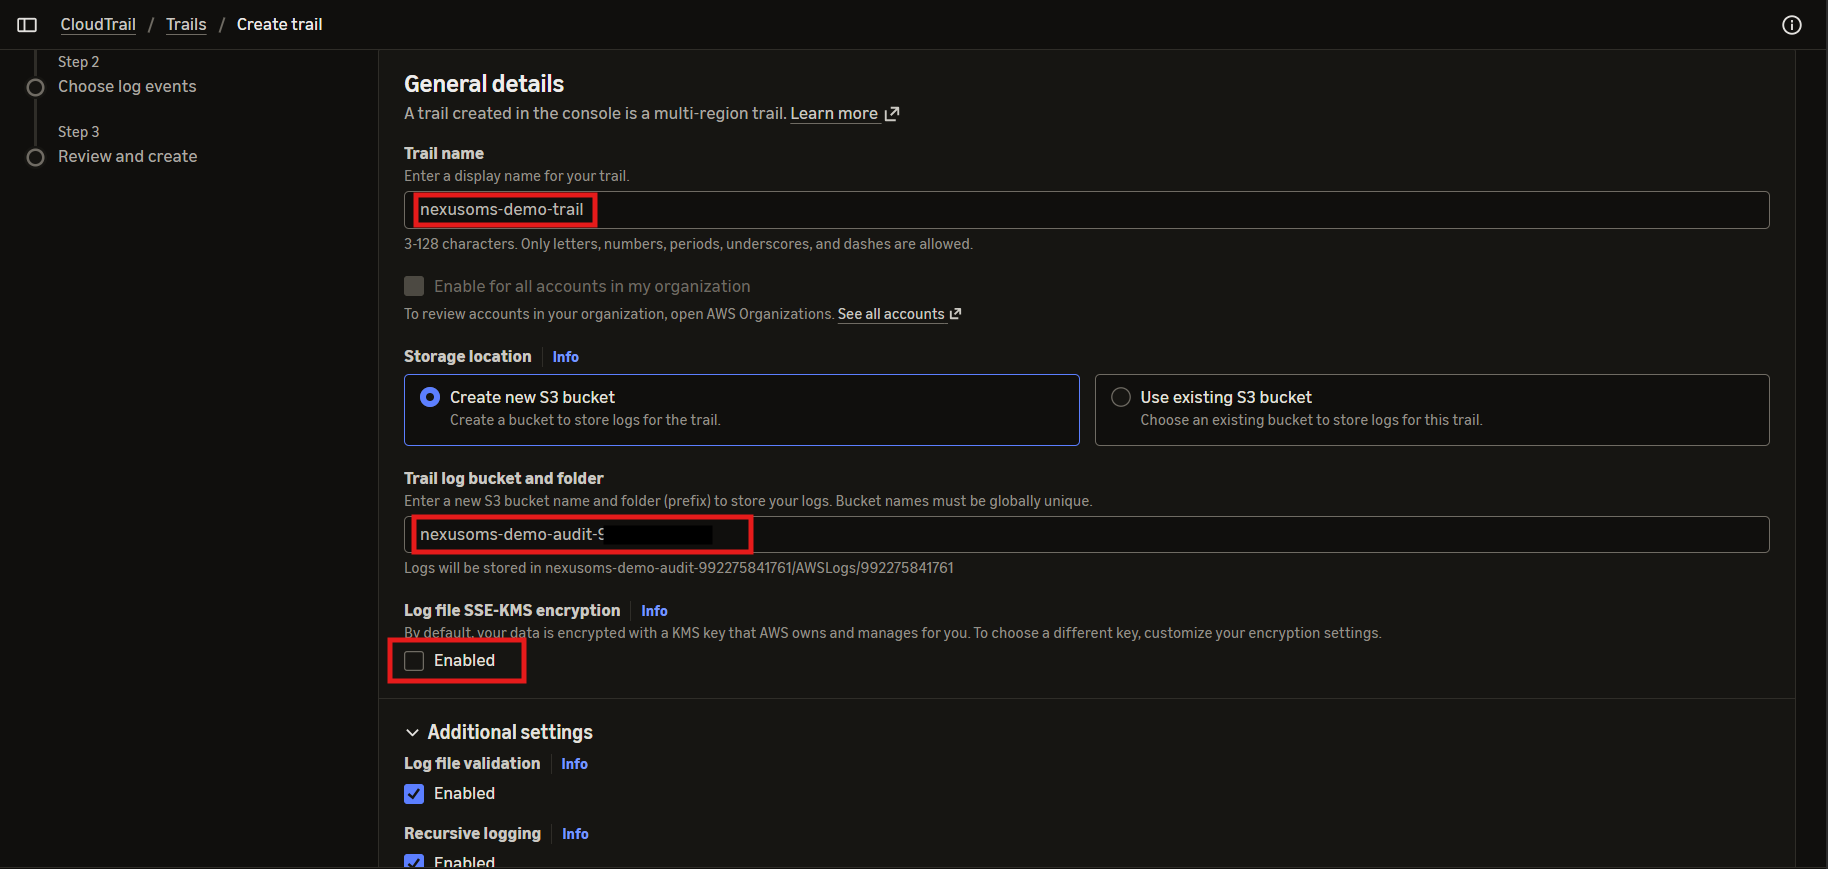 CloudTrail / Trails / Create trail
Step 2
Choose log events
Step 3
Review and create
General details
A trail created in the console is a multi-region trail. Learn more
Trail name
Enter a display name for your trail.
nexusoms-demo-trail
3-128 characters. Only letters, numbers, periods, underscores, and dashes are allowed.
Enable for all accounts in my organization
To review accounts in your organization, open AWS Organizations. See all accounts
Storage location Info
Create new S3 bucket
Create a bucket to store logs for the trail.
Use existing S3 bucket
Choose an existing bucket to store logs for this trail.
Trail log bucket and folder
Enter a new S3 bucket name and folder (prefix) to store your logs. Bucket names must be globally unique.
nexusoms-demo-audit-9
Logs will be stored in nexusoms-demo-audit-992275841761/AWSLogs/992275841761
Log file SSE-KMS encryption Info
By default, your data is encrypted with a KMS key that AWS owns and manages for you. To choose a different key, customize your encryption settings.
Enabled
Additional settings
Log file validation Info
Enabled
Recursive logging Info
Enabled